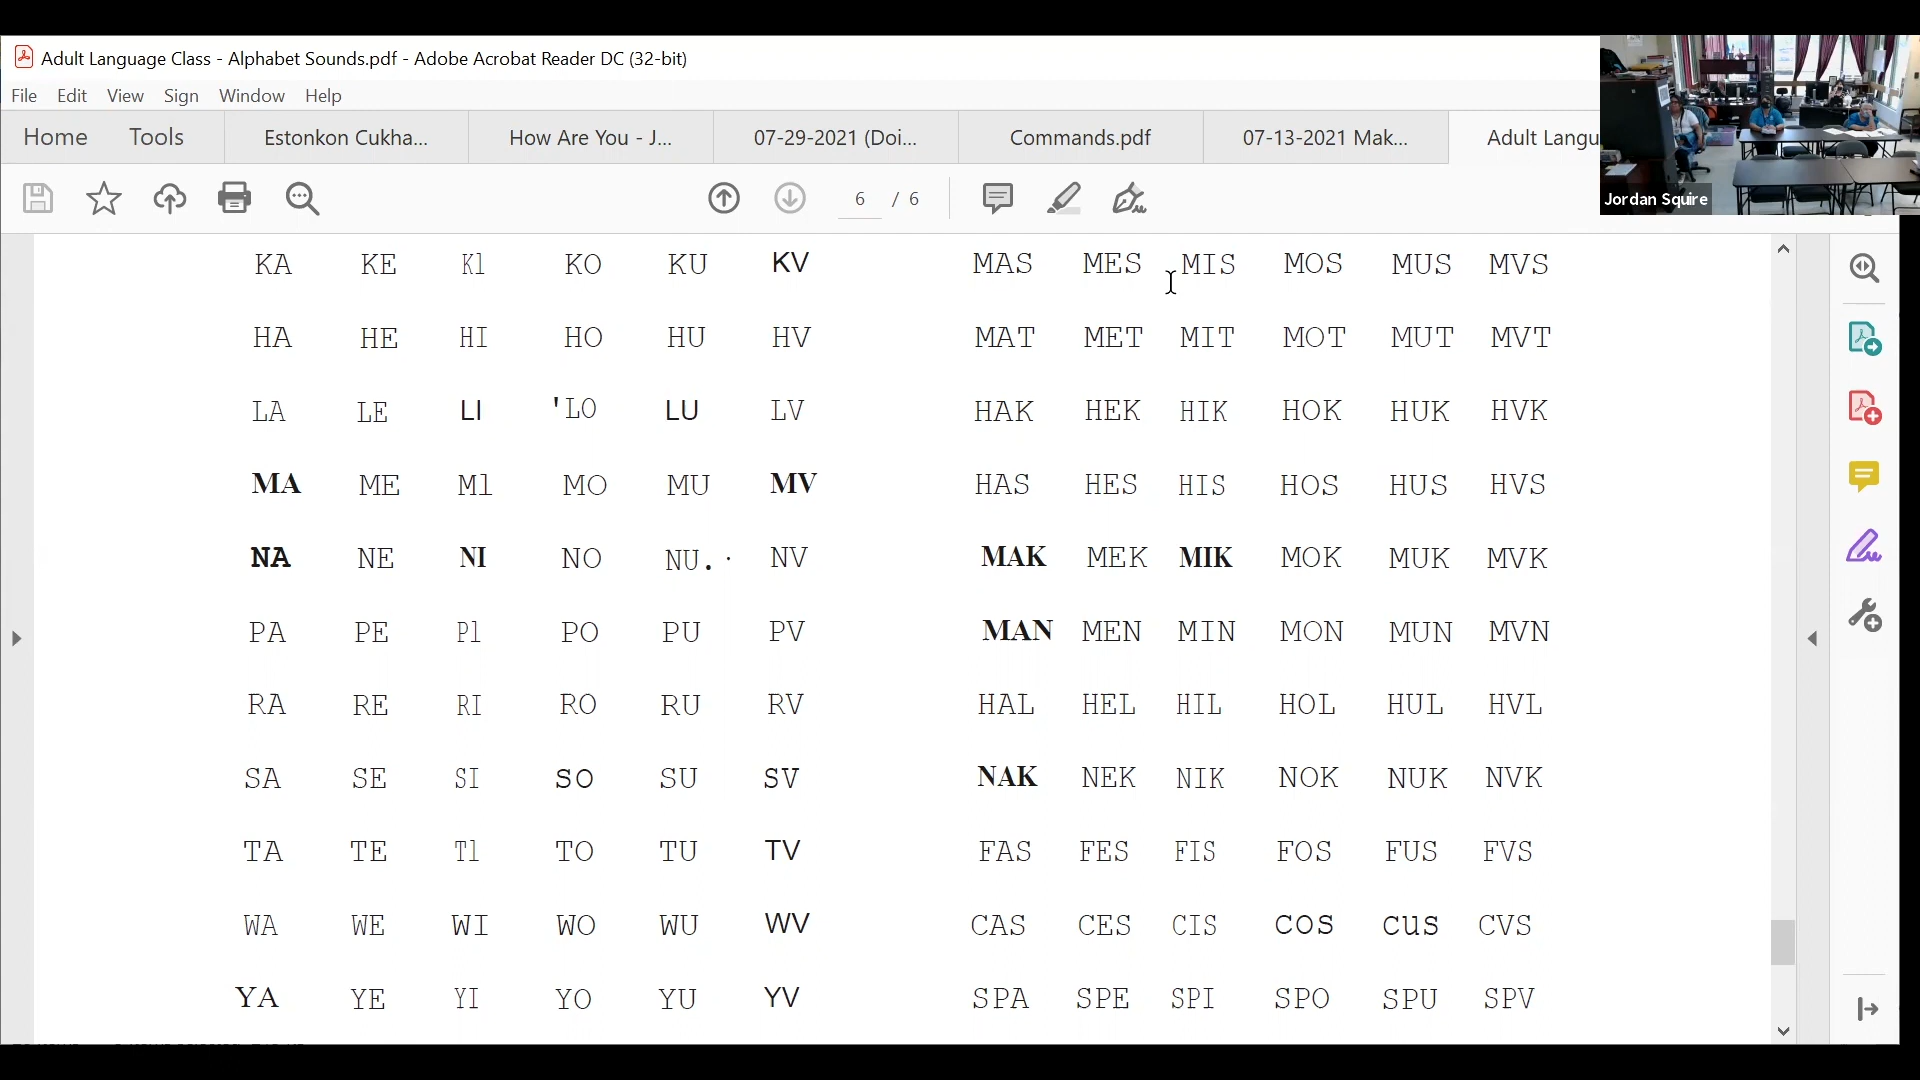 Adult Language Class - Alphabet Sounds.pdf - Adobe Acrobat Reader DC (32-bit)
File Edit View Sign Window Help
Home Tools Estonkon Cukha... How Are You - J... 07-29-2021 (Doi... Commands.pdf 07-13-2021 Mak... Adult Langu
6 / 6
Jordan Squire
KA KE Kl KO KU KV MAS MES MIS MOS MUS MVS
HA HE HI HO HU HV MAT MET MIT MOT MUT MVT
LA LE LI 'LO LU LV HAK HEK HIK HOK HUK HVK
MA ME Ml MO MU MV HAS HES HIS HOS HUS HVS
NA NE NI NO NU. · NV MAK MEK MIK MOK MUK MVK
PA PE Pl PO PU PV MAN MEN MIN MON MUN MVN
RA RE RI RO RU RV HAL HEL HIL HOL HUL HVL
SA SE SI so SU SV NAK NEK NIK NOK NUK NVK
TA TE Tl TO TU TV FAS FES FIS FOS FUS FVS
WA WE WI WO WU WV CAS CES CIS cos cus CVS
YA YE YI YO YU YV SPA SPE SPI SPO SPU SPV